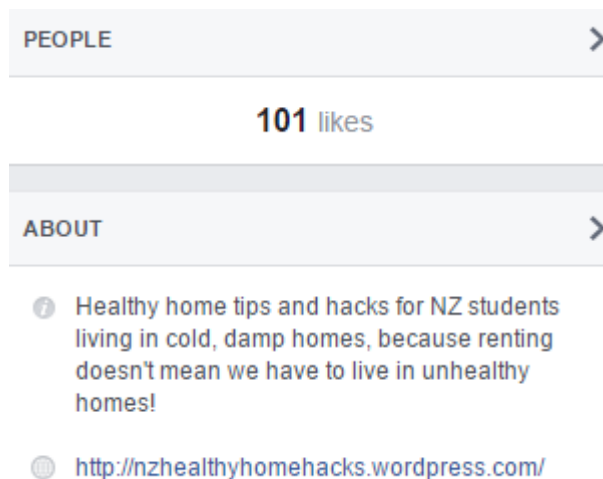 PEOPLE
101 likes
ABOUT
Healthy home tips and hacks for NZ students
living in cold, damp homes, because renting
doesn't mean we have to live in unhealthy
homes!
http://nzhealthyhomehacks.wordpress.com/